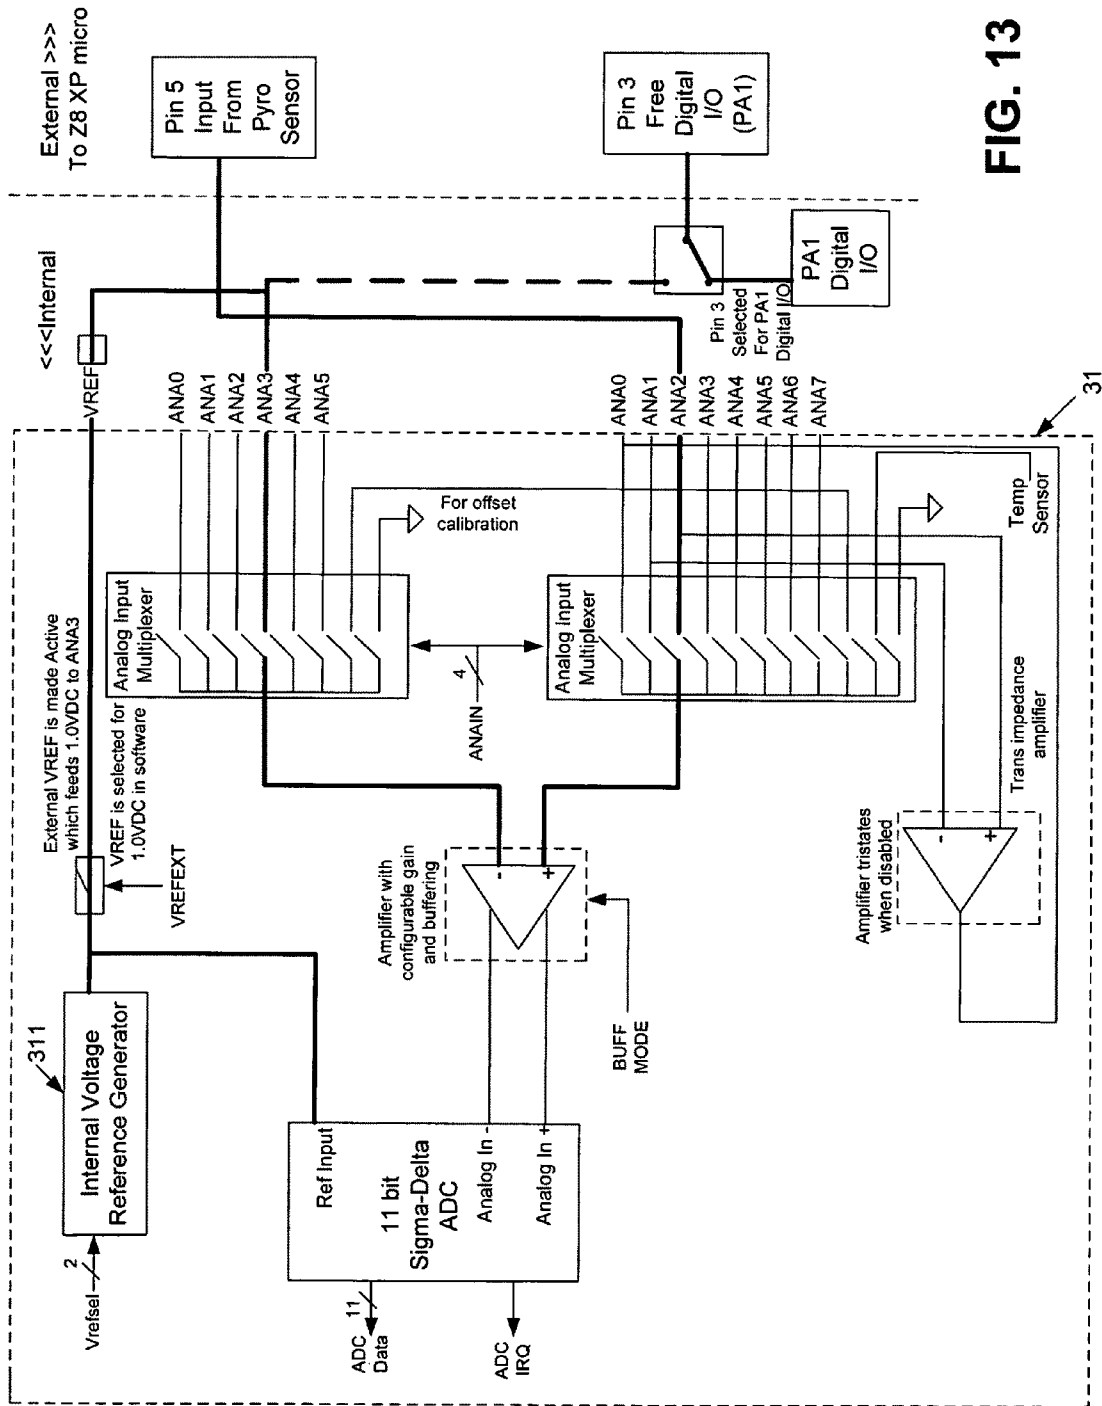 External >>>
To Z8 XP micro
<<<Internal
FIG. 13
Pin 5
Input
From
Pyro
Sensor
Pin 3
Free
Digital
I/O
(PA1)
PA1
Digital
I/O
Pin 3
Selected
For PA1
Digital I/O
VREF
ANA0
ANA1
ANA2
ANA3
ANA4
ANA5
ANA0
ANA1
ANA2
ANA3
ANA4
ANA5
ANA6
ANA7
31
External VREF is made Active
which feeds 1.0VDC to ANA3
VREF is selected for
1.0VDC in software
VREFEXT
For offset
calibration
Analog Input
Multiplexer
Analog Input
Multiplexer
4
ANAIN
Temp
Sensor
Trans impedance
amplifier
Amplifier tristates
when disabled
-
+
Amplifier with
configurable gain
and buffering
-
+
BUFF
MODE
311
Internal Voltage
Reference Generator
Vrefsel
2
Ref Input
11 bit
Sigma-Delta
ADC
Analog In -
Analog In +
11
ADC
Data
ADC
IRQ